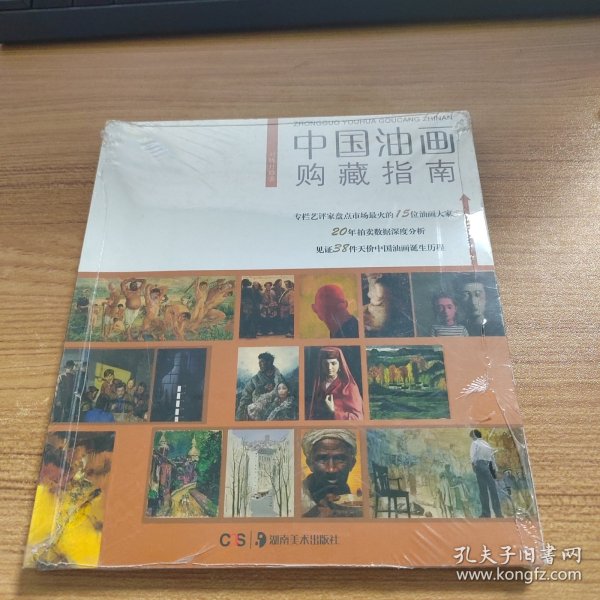 ZHONGGUO YOUHUA GOUCANG ZHINAN
中国油画
购藏指南
专栏艺评家盘点市场最火的15位油画大家
20年拍卖数据深度分析
见证38件天价中国油画诞生历程
CS 湖南美术出版社
孔夫子旧书网
www.kongfz.com